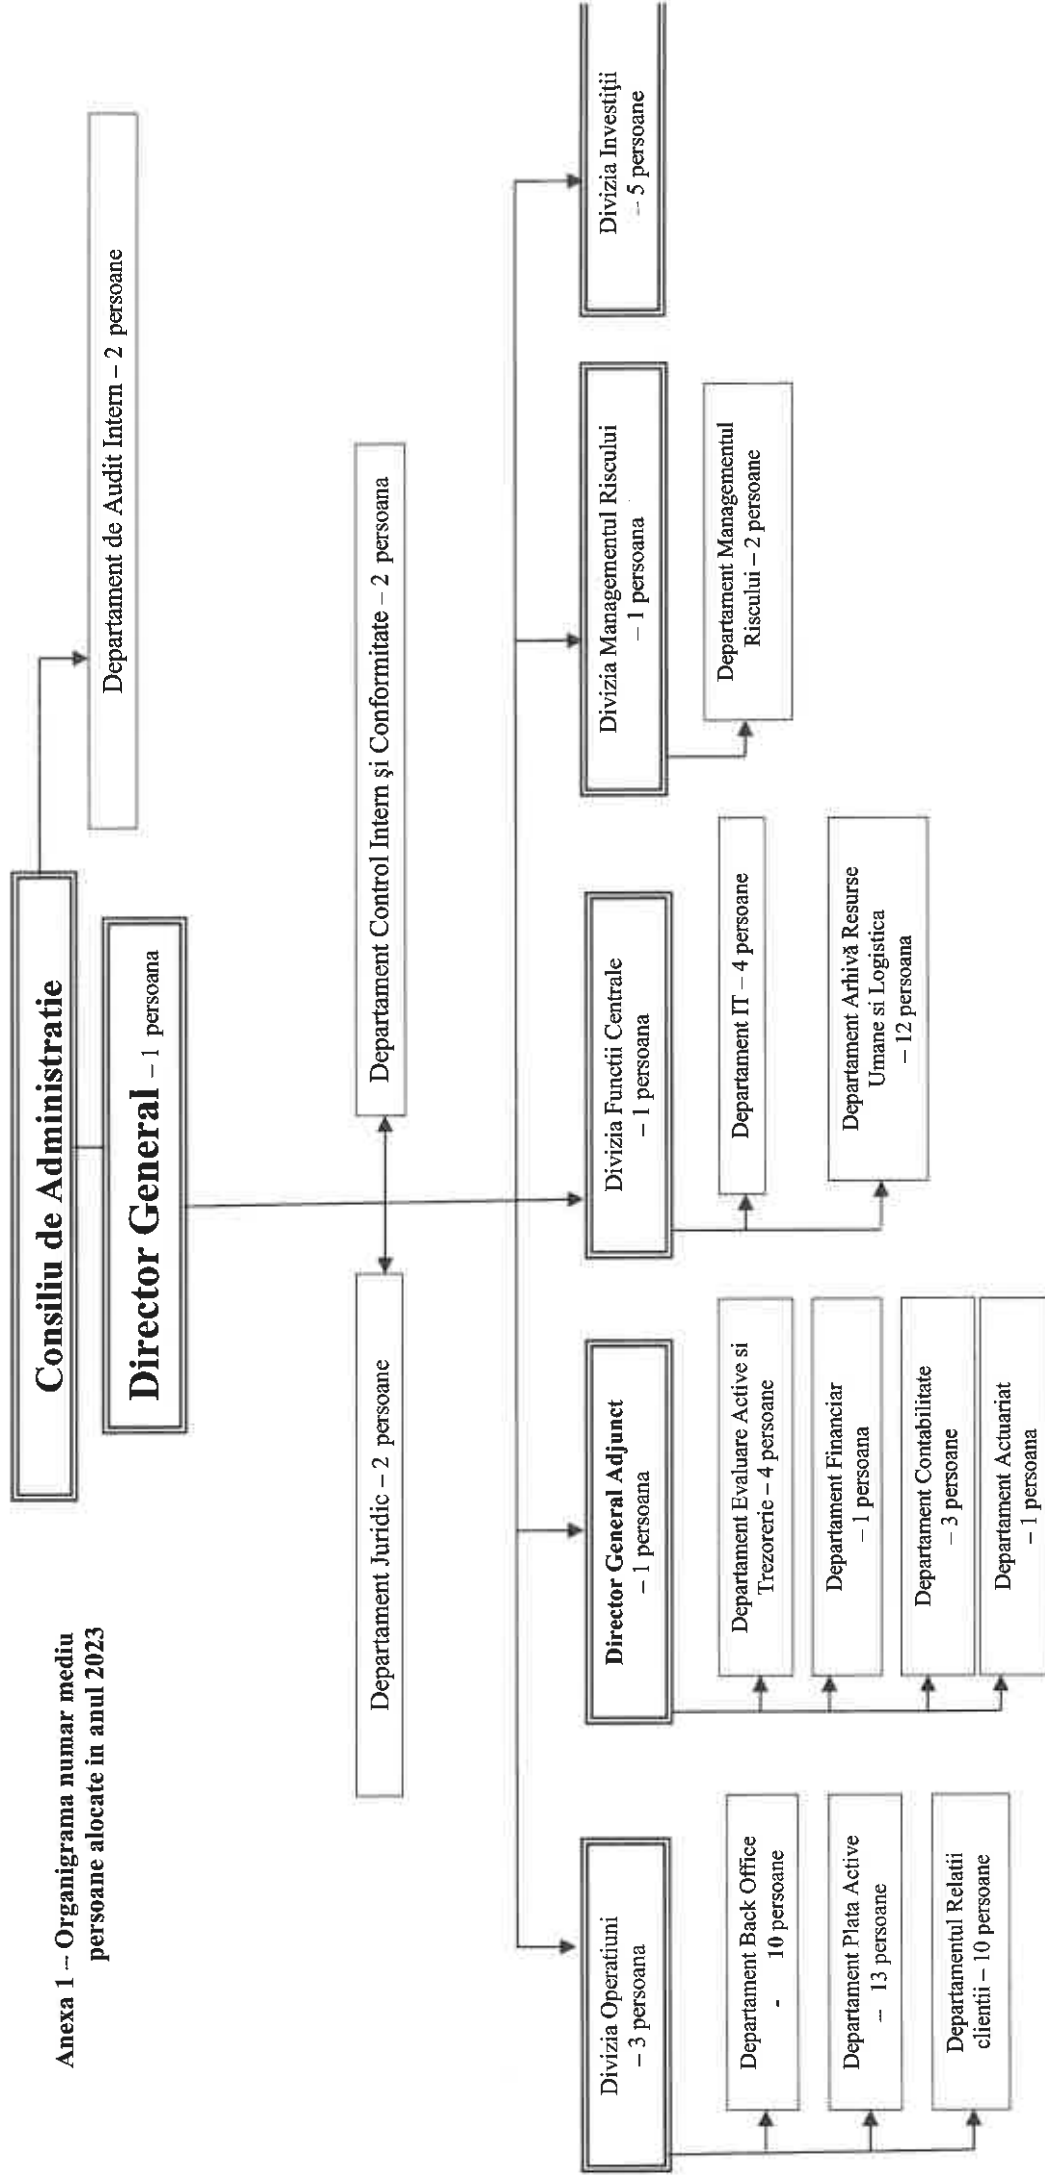 Anexa 1 – Organigrama numar mediu
persoane alocate in anul 2023
Consiliu de Administratie
Director General – 1 persoana
Departament de Audit Intern – 2 persoane
Departament Juridic – 2 persoane
Departament Control Intern şi Conformitate – 2 persoana
Divizia Operatiuni
– 3 persoana
Departament Back Office
- 10 persoane
Departament Plata Active
– 13 persoane
Departamentul Relatii
clientii – 10 persoane
Director General Adjunct
– 1 persoana
Departament Evaluare Active si
Trezorerie – 4 persoane
Departament Financiar
– 1 persoana
Departament Contabilitate
– 3 persoane
Departament Actuariat
– 1 persoana
Divizia Functii Centrale
– 1 persoana
Departament IT – 4 persoane
Departament Arhivă Resurse
Umane si Logistica
– 12 persoana
Divizia Managementul Riscului
– 1 persoana
Departament Managementul
Riscului – 2 persoane
Divizia Investiţii
– 5 persoane